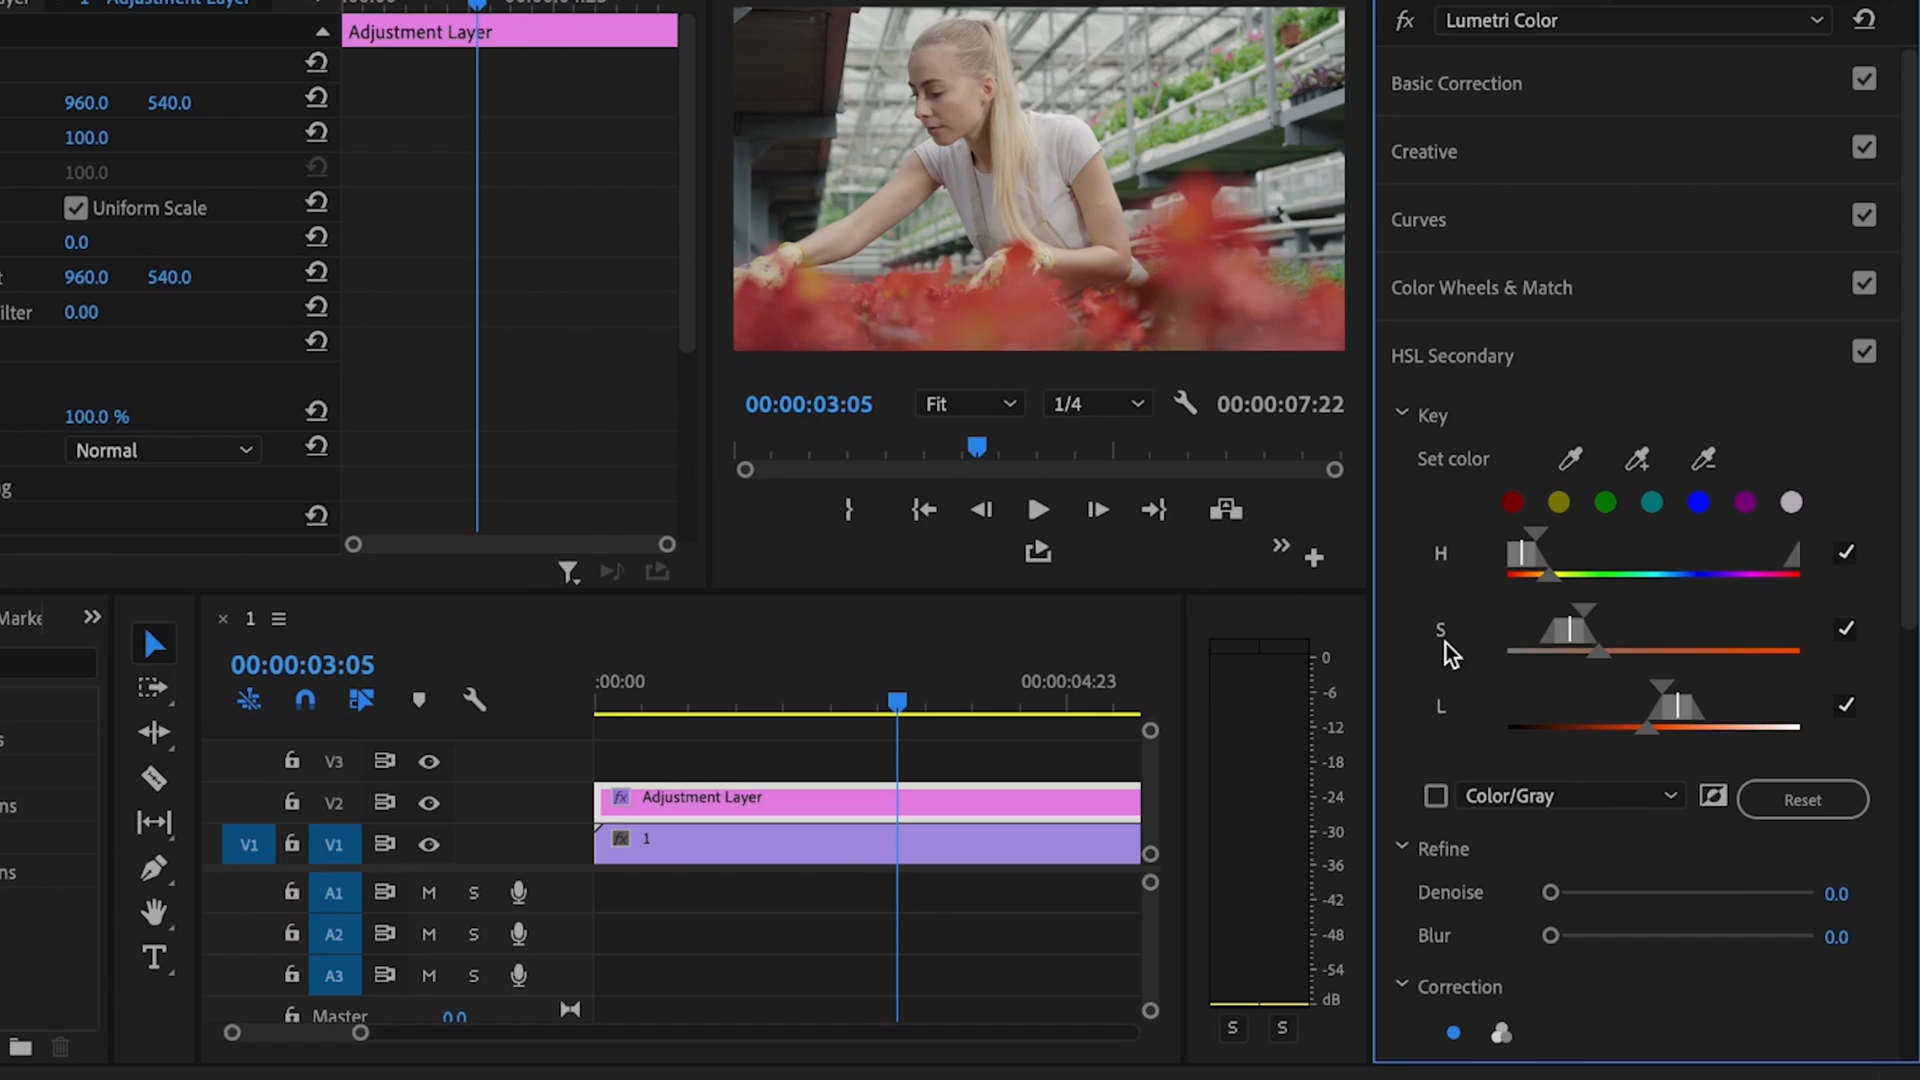 Adjustment Layer
960.0 540.0
100.0
100.0
Uniform Scale
0.0
t 960.0 540.0
ilter 0.00
100.0 %
Normal
g
00:00:03:05 Fit 1/4 00:00:07:22
fx Lumetri Color
Basic Correction
Creative
Curves
Color Wheels & Match
HSL Secondary
Key
Set color
H
S
L
Color/Gray Reset
Refine
Denoise 0.0
Blur 0.0
Correction
Marke
s
ns
ns
× 1
00:00:03:05
:00:00 00:00:04:23
V3
V2 fx Adjustment Layer
V1 V1 fx 1
A1 M S
A2 M S
A3 M S
Master 0.0
0
-6
-12
-18
-24
-30
-36
-42
-48
-54
dB
S S